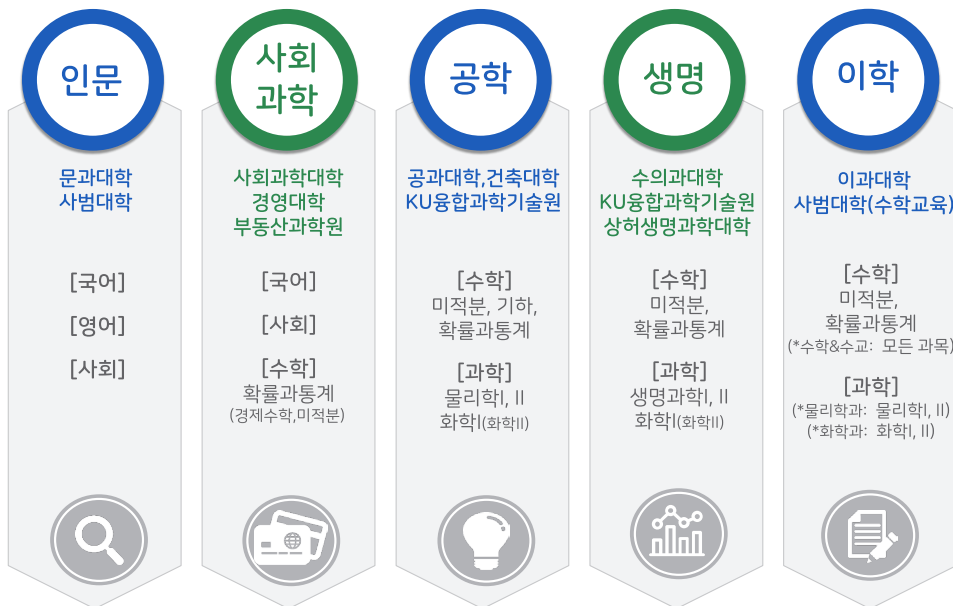 인문
문과대학
사범대학
[국어]
[영어]
[사회]
사회
과학
사회과학대학
경영대학
부동산과학원
[국어]
[사회]
[수학]
확률과통계
(경제수학,미적분)
공학
공과대학,건축대학
KU융합과학기술원
[수학]
미적분, 기하,
확률과통계
[과학]
물리학I, II
화학I(화학II)
생명
수의과대학
KU융합과학기술원
상허생명과학대학
[수학]
미적분,
확률과통계
[과학]
생명과학I, II
화학I(화학II)
이학
이과대학
사범대학(수학교육)
[수학]
미적분,
확률과통계
(*수학&수교: 모든 과목)
[과학]
(*물리학과: 물리학I, II)
(*화학과: 화학I, II)